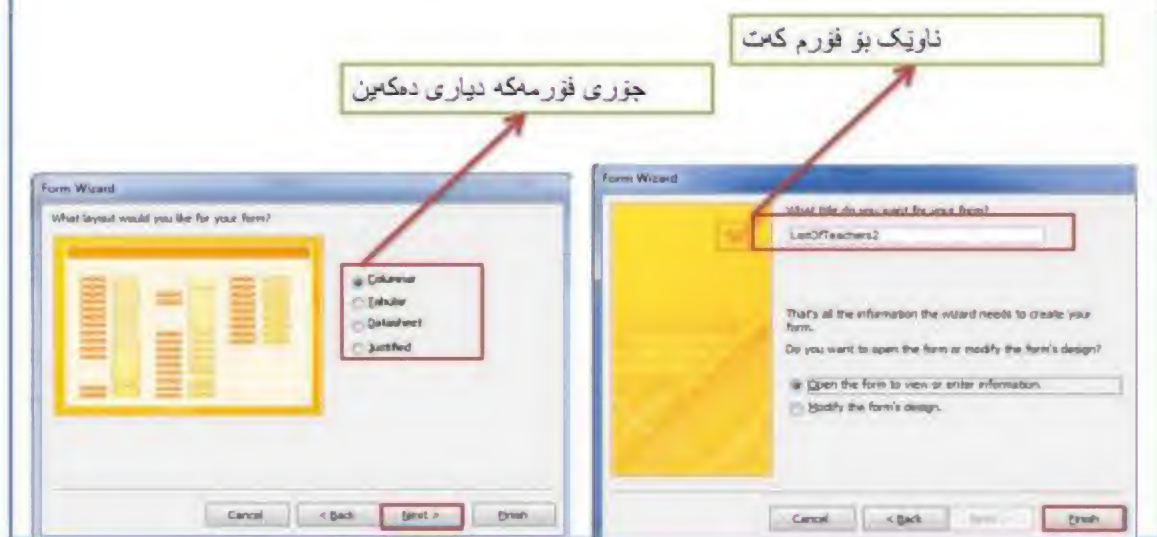 ناوێک بۆ فۆرم کەت
جۆری فۆرمەکە دیاری دەکەین
Form Wizard
What layout would you like for your form?
Columnar
Tabular
Datasheet
Justified
Cancel
< Back
Next >
Finish
Form Wizard
What title do you want for your form?
ListOfTeachers2
That's all the information the wizard needs to create your
form.
Do you want to open the form or modify the form's design?
Open the form to view or enter information.
Modify the form's design.
Cancel
< Back
Next
Finish